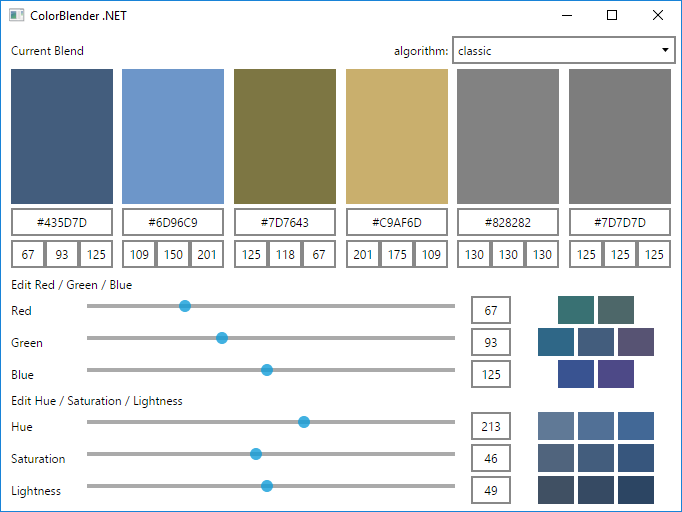 ColorBlender .NET
Current Blend algorithm: classic
#435D7D #6D96C9 #7D7643 #C9AF6D #828282 #7D7D7D
67 93 125 109 150 201 125 118 67 201 175 109 130 130 130 125 125 125
Edit Red / Green / Blue
Red 67
Green 93
Blue 125
Edit Hue / Saturation / Lightness
Hue 213
Saturation 46
Lightness 49